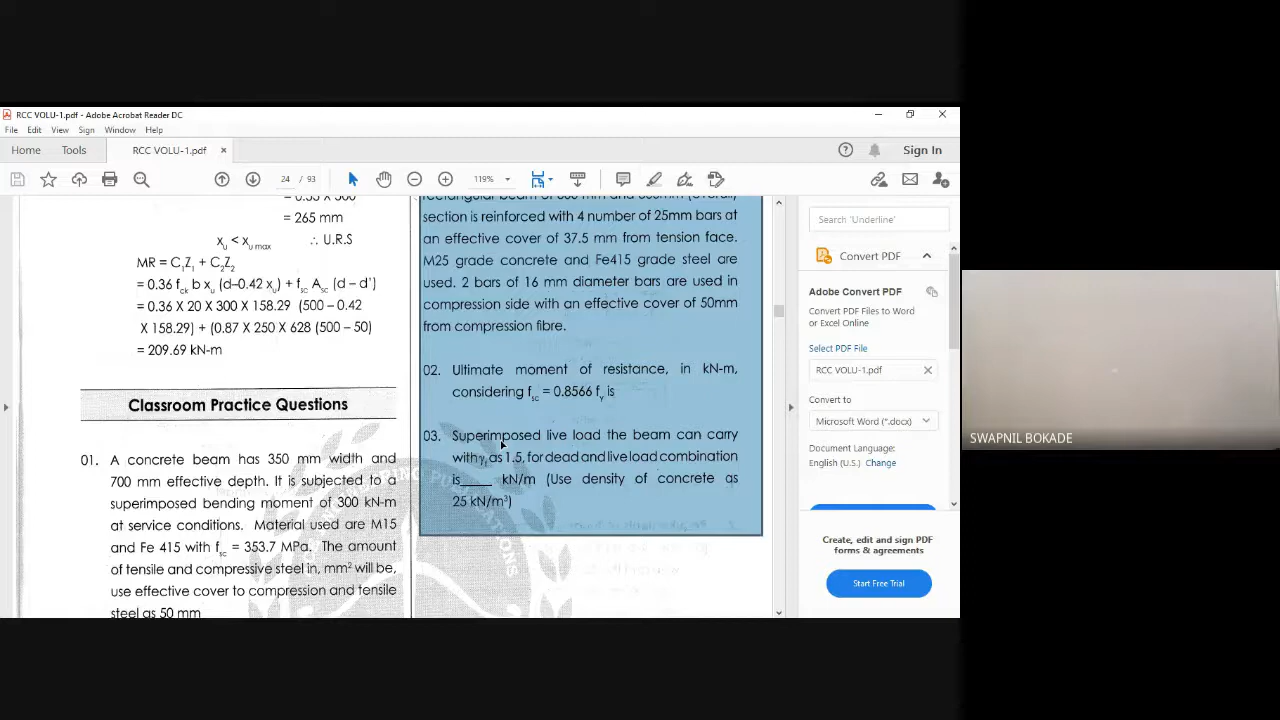 RCC VOLU-1.pdf - Adobe Acrobat Reader DC
File Edit View Sign Window Help
Home Tools RCC VOLU-1.pdf × Sign In
24 / 93 119%
= 265 mm
x_u < x_u max ∴ U.R.S
MR = C₁Z₁ + C₂Z₂
= 0.36 f_ck b x_u (d–0.42 x_u) + f_sc A_sc (d – d')
= 0.36 X 20 X 300 X 158.29 (500 - 0.42
X 158.29) + (0.87 X 250 X 628 (500 – 50)
= 209.69 kN-m
Classroom Practice Questions
01. A concrete beam has 350 mm width and
700 mm effective depth. It is subjected to a
superimposed bending moment of 300 kN-m
at service conditions. Material used are M15
and Fe 415 with f_sc = 353.7 MPa. The amount
of tensile and compressive steel in, mm² will be,
use effective cover to compression and tensile
steel as 50 mm
section is reinforced with 4 number of 25mm bars at
an effective cover of 37.5 mm from tension face.
M25 grade concrete and Fe415 grade steel are
used. 2 bars of 16 mm diameter bars are used in
compression side with an effective cover of 50mm
from compression fibre.
02. Ultimate moment of resistance, in kN-m,
considering f_sc = 0.8566 f_y is
03. Superimposed live load the beam can carry
with γ_f as 1.5, for dead and live load combination
is____ kN/m (Use density of concrete as
25 kN/m³)
Search 'Underline'
Convert PDF
Adobe Convert PDF
Convert PDF Files to Word
or Excel Online
Select PDF File
RCC VOLU-1.pdf
Convert to
Microsoft Word (*.docx)
Document Language:
English (U.S.) Change
Create, edit and sign PDF
forms & agreements
Start Free Trial
SWAPNIL BOKADE